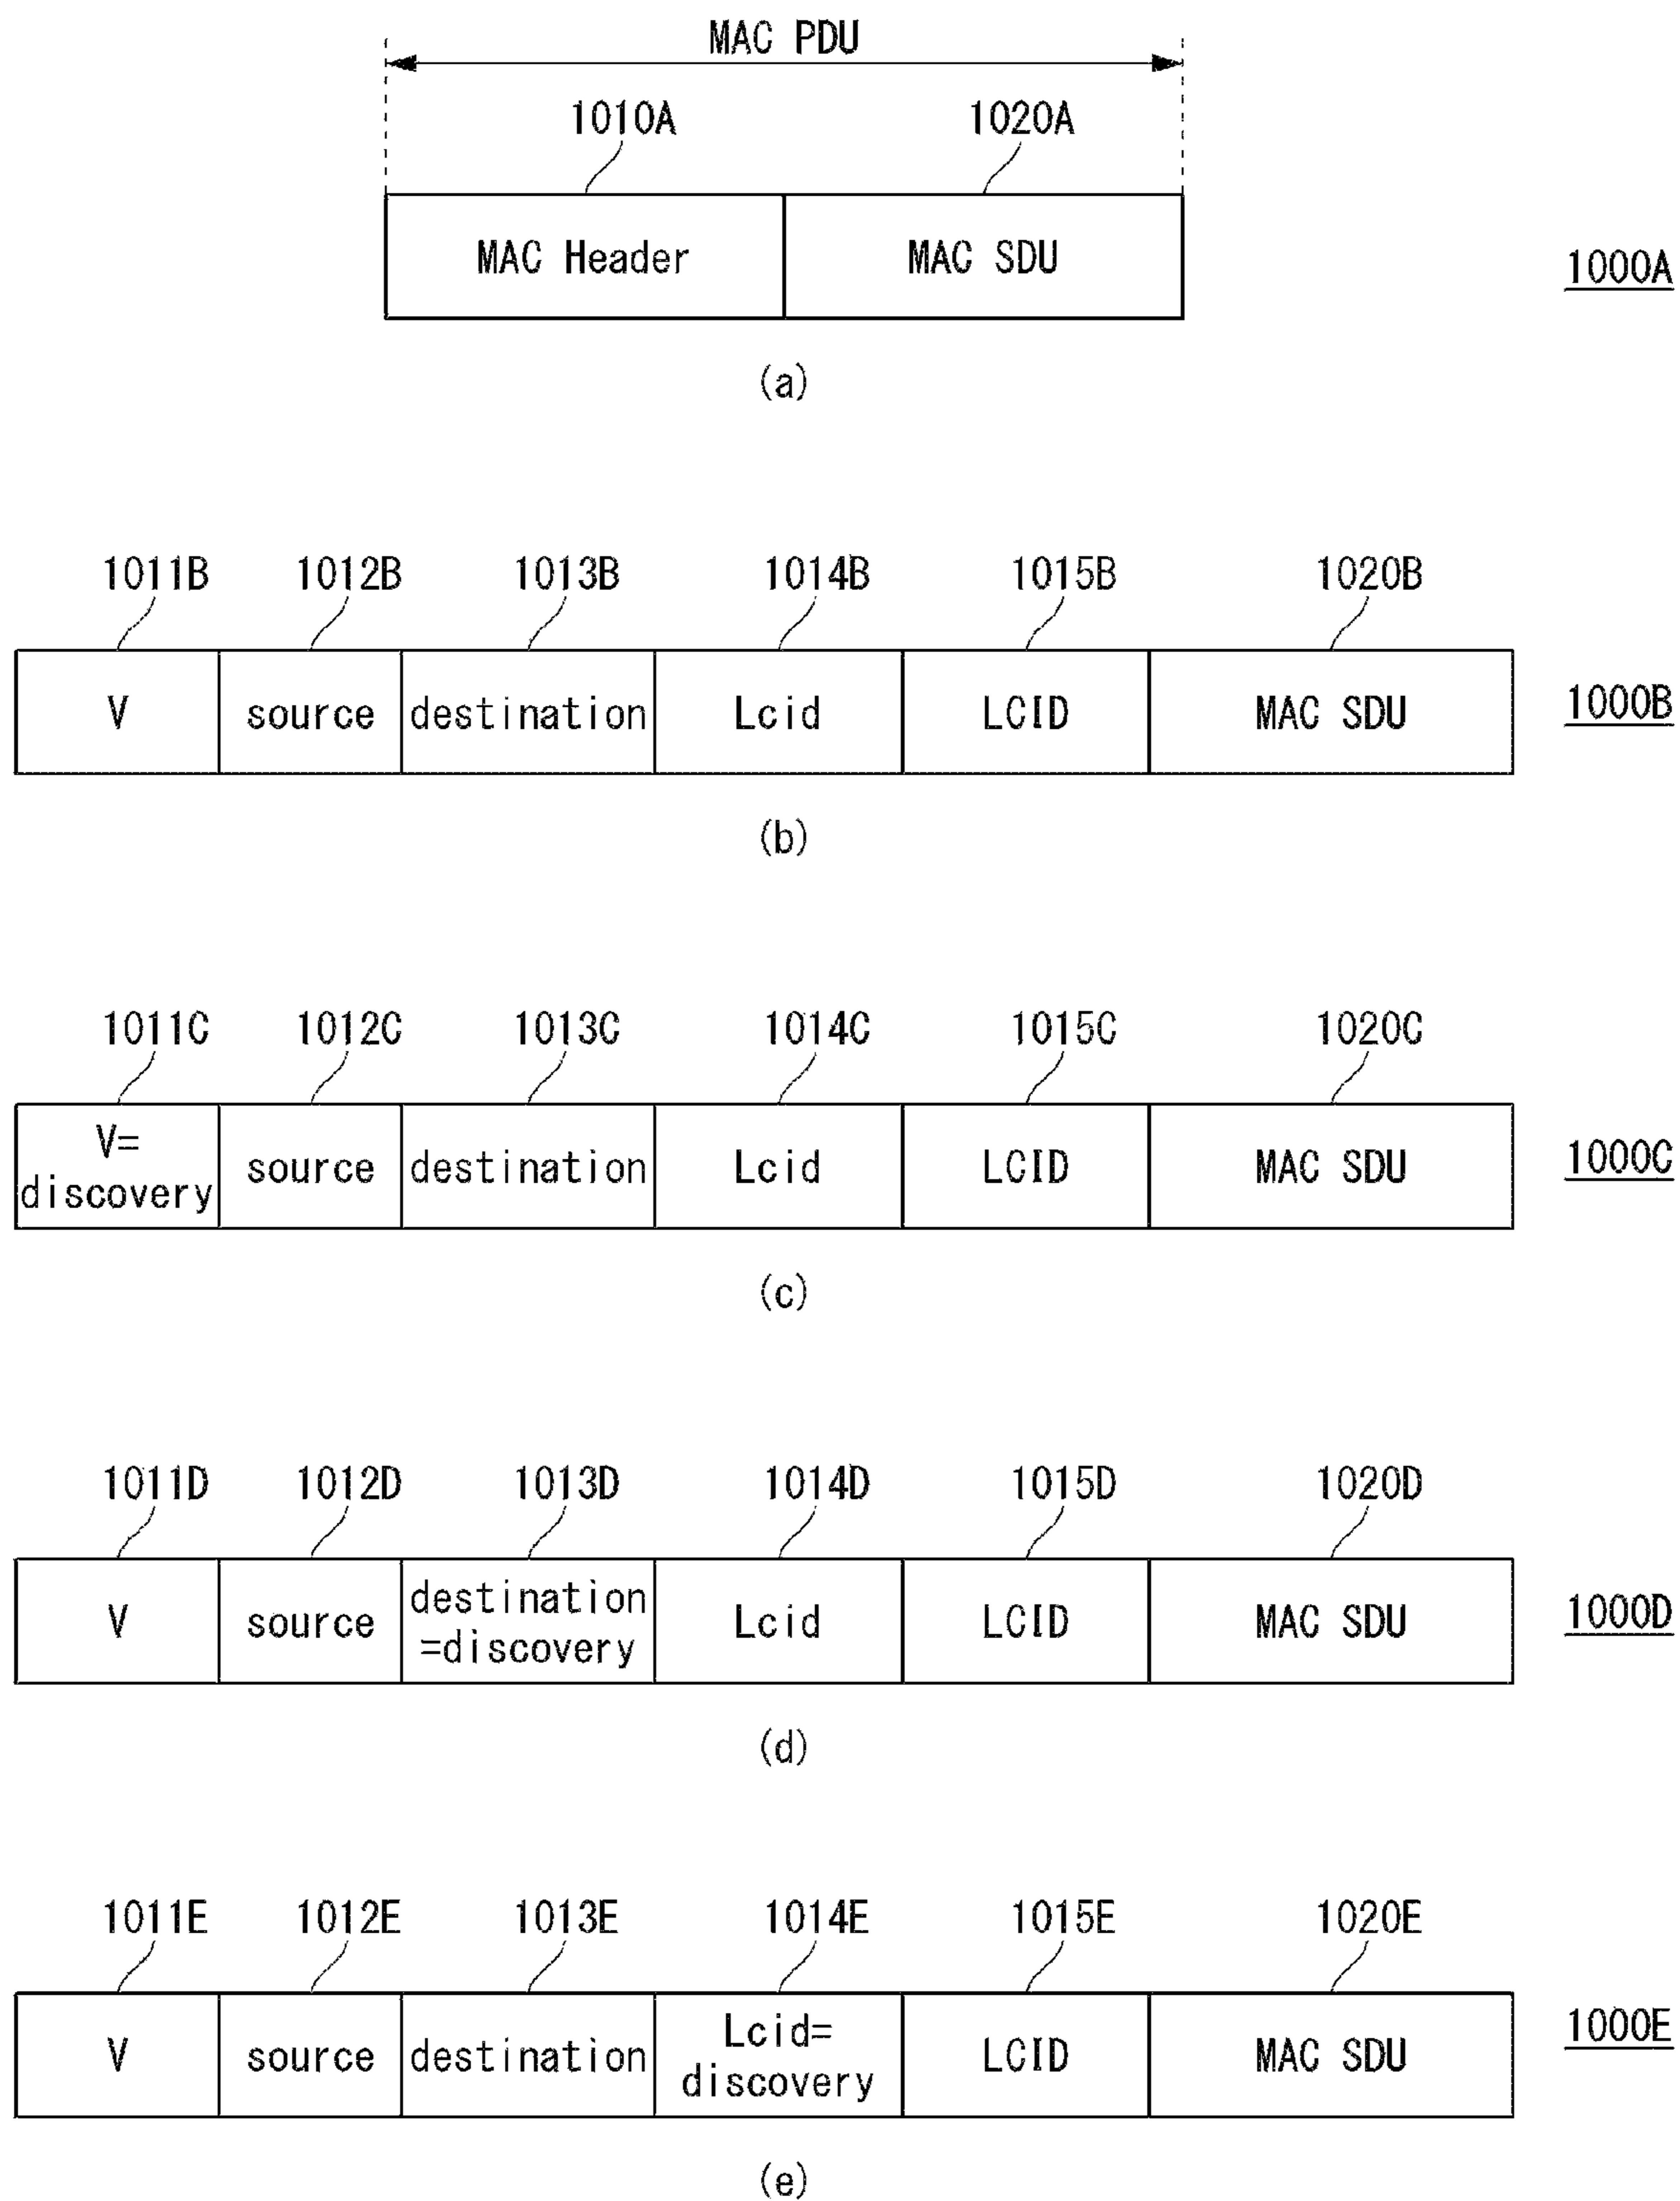 MAC PDU
1010A 1020A
MAC Header MAC SDU 1000A
(a)
1011B 1012B 1013B 1014B 1015B 1020B
V source destination Lcid LCID MAC SDU 1000B
(b)
1011C 1012C 1013C 1014C 1015C 1020C
V= discovery source destination Lcid LCID MAC SDU 1000C
(c)
1011D 1012D 1013D 1014D 1015D 1020D
V source destination =discovery Lcid LCID MAC SDU 1000D
(d)
1011E 1012E 1013E 1014E 1015E 1020E
V source destination Lcid= discovery LCID MAC SDU 1000E
(e)